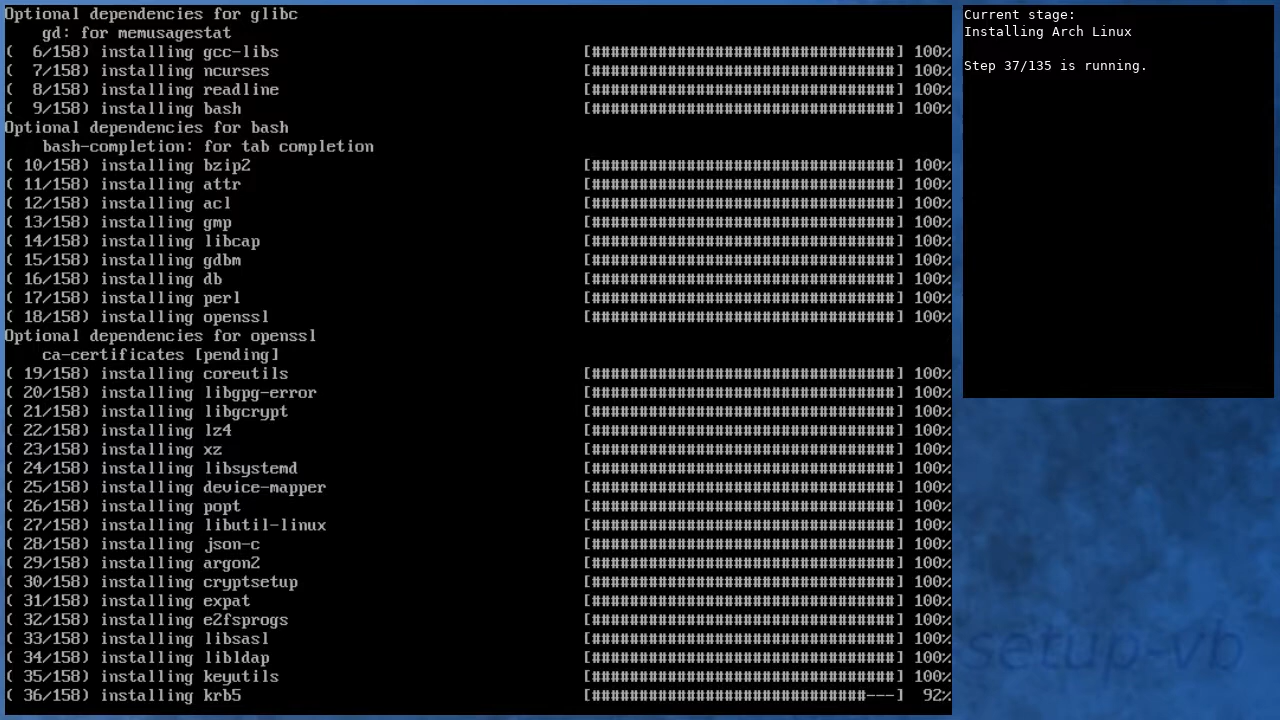 Optional dependencies for glibc
    gd: for memusagestat
(  6/158) installing gcc-libs [################################] 100%
(  7/158) installing ncurses [################################] 100%
(  8/158) installing readline [################################] 100%
(  9/158) installing bash [################################] 100%
Optional dependencies for bash
    bash-completion: for tab completion
( 10/158) installing bzip2 [################################] 100%
( 11/158) installing attr [################################] 100%
( 12/158) installing acl [################################] 100%
( 13/158) installing gmp [################################] 100%
( 14/158) installing libcap [################################] 100%
( 15/158) installing gdbm [################################] 100%
( 16/158) installing db [################################] 100%
( 17/158) installing perl [################################] 100%
( 18/158) installing openssl [################################] 100%
Optional dependencies for openssl
    ca-certificates [pending]
( 19/158) installing coreutils [################################] 100%
( 20/158) installing libgpg-error [################################] 100%
( 21/158) installing libgcrypt [################################] 100%
( 22/158) installing lz4 [################################] 100%
( 23/158) installing xz [################################] 100%
( 24/158) installing libsystemd [################################] 100%
( 25/158) installing device-mapper [################################] 100%
( 26/158) installing popt [################################] 100%
( 27/158) installing libutil-linux [################################] 100%
( 28/158) installing json-c [################################] 100%
( 29/158) installing argon2 [################################] 100%
( 30/158) installing cryptsetup [################################] 100%
( 31/158) installing expat [################################] 100%
( 32/158) installing e2fsprogs [################################] 100%
( 33/158) installing libsasl [################################] 100%
( 34/158) installing libldap [################################] 100%
( 35/158) installing keyutils [################################] 100%
( 36/158) installing krb5 [#############################---] 92%
Current stage:
Installing Arch Linux
Step 37/135 is running.
setup-vb